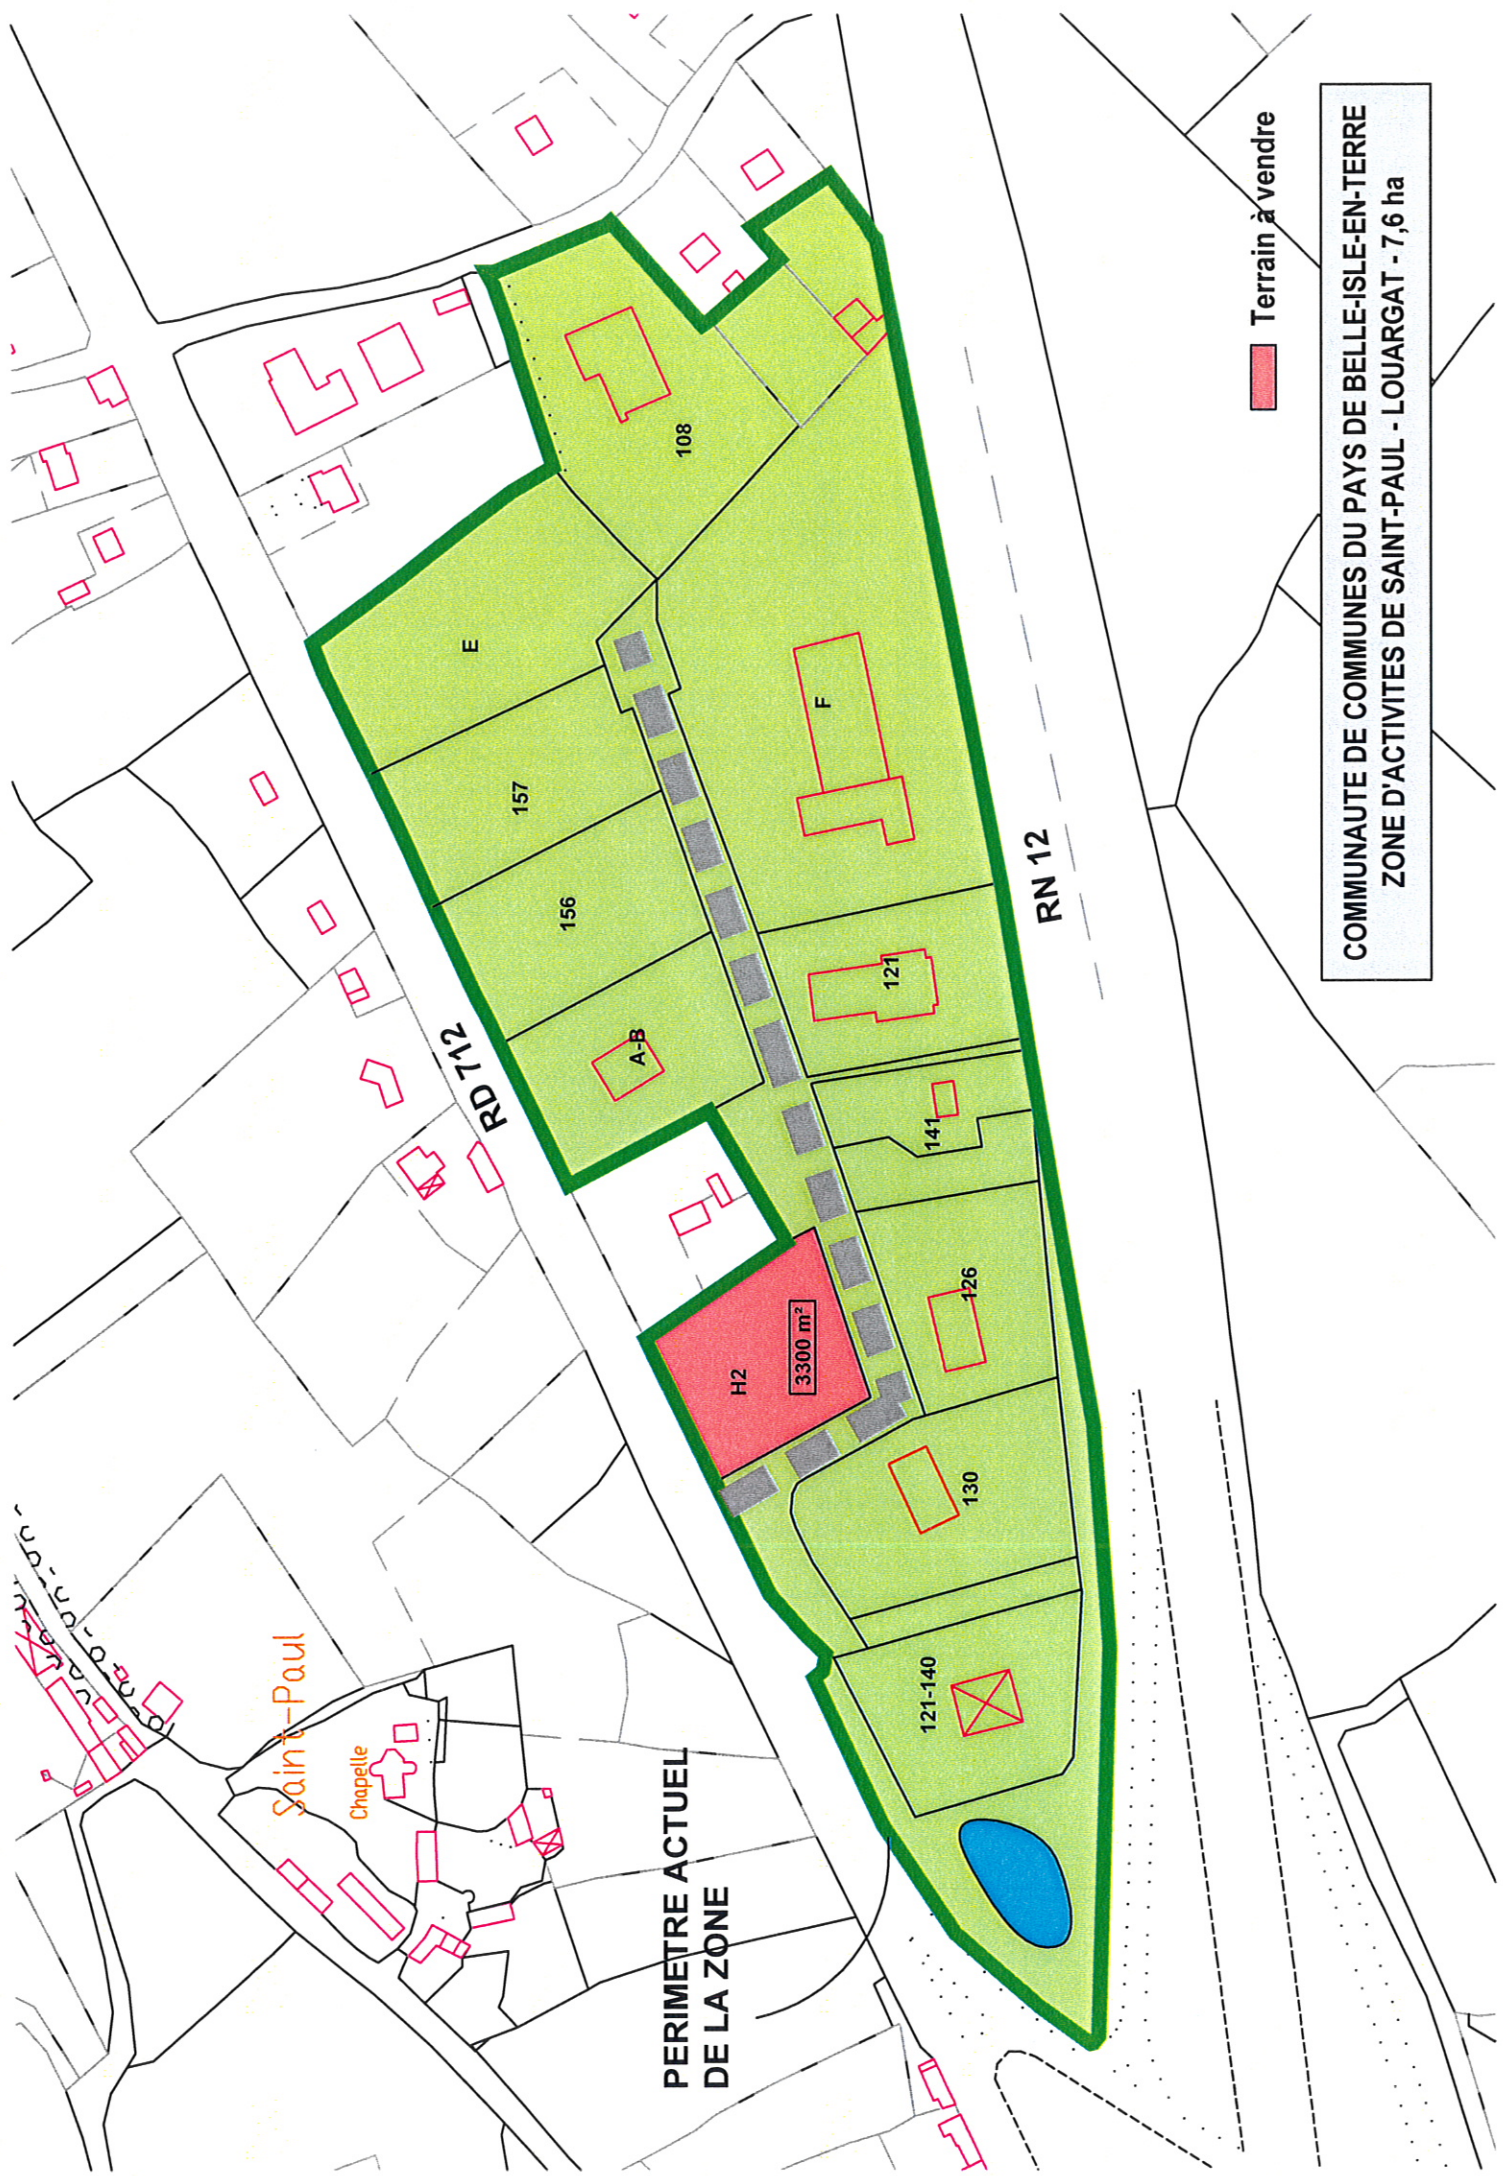 Saint-Paul
Chapelle
PERIMETRE ACTUEL
DE LA ZONE
RD 712
E
157
156
A-B
108
H2
3300 m²
F
121
141
126
130
121-140
RN 12
Terrain à vendre
COMMUNAUTE DE COMMUNES DU PAYS DE BELLE-ISLE-EN-TERRE
ZONE D'ACTIVITES DE SAINT-PAUL - LOUARGAT - 7,6 ha